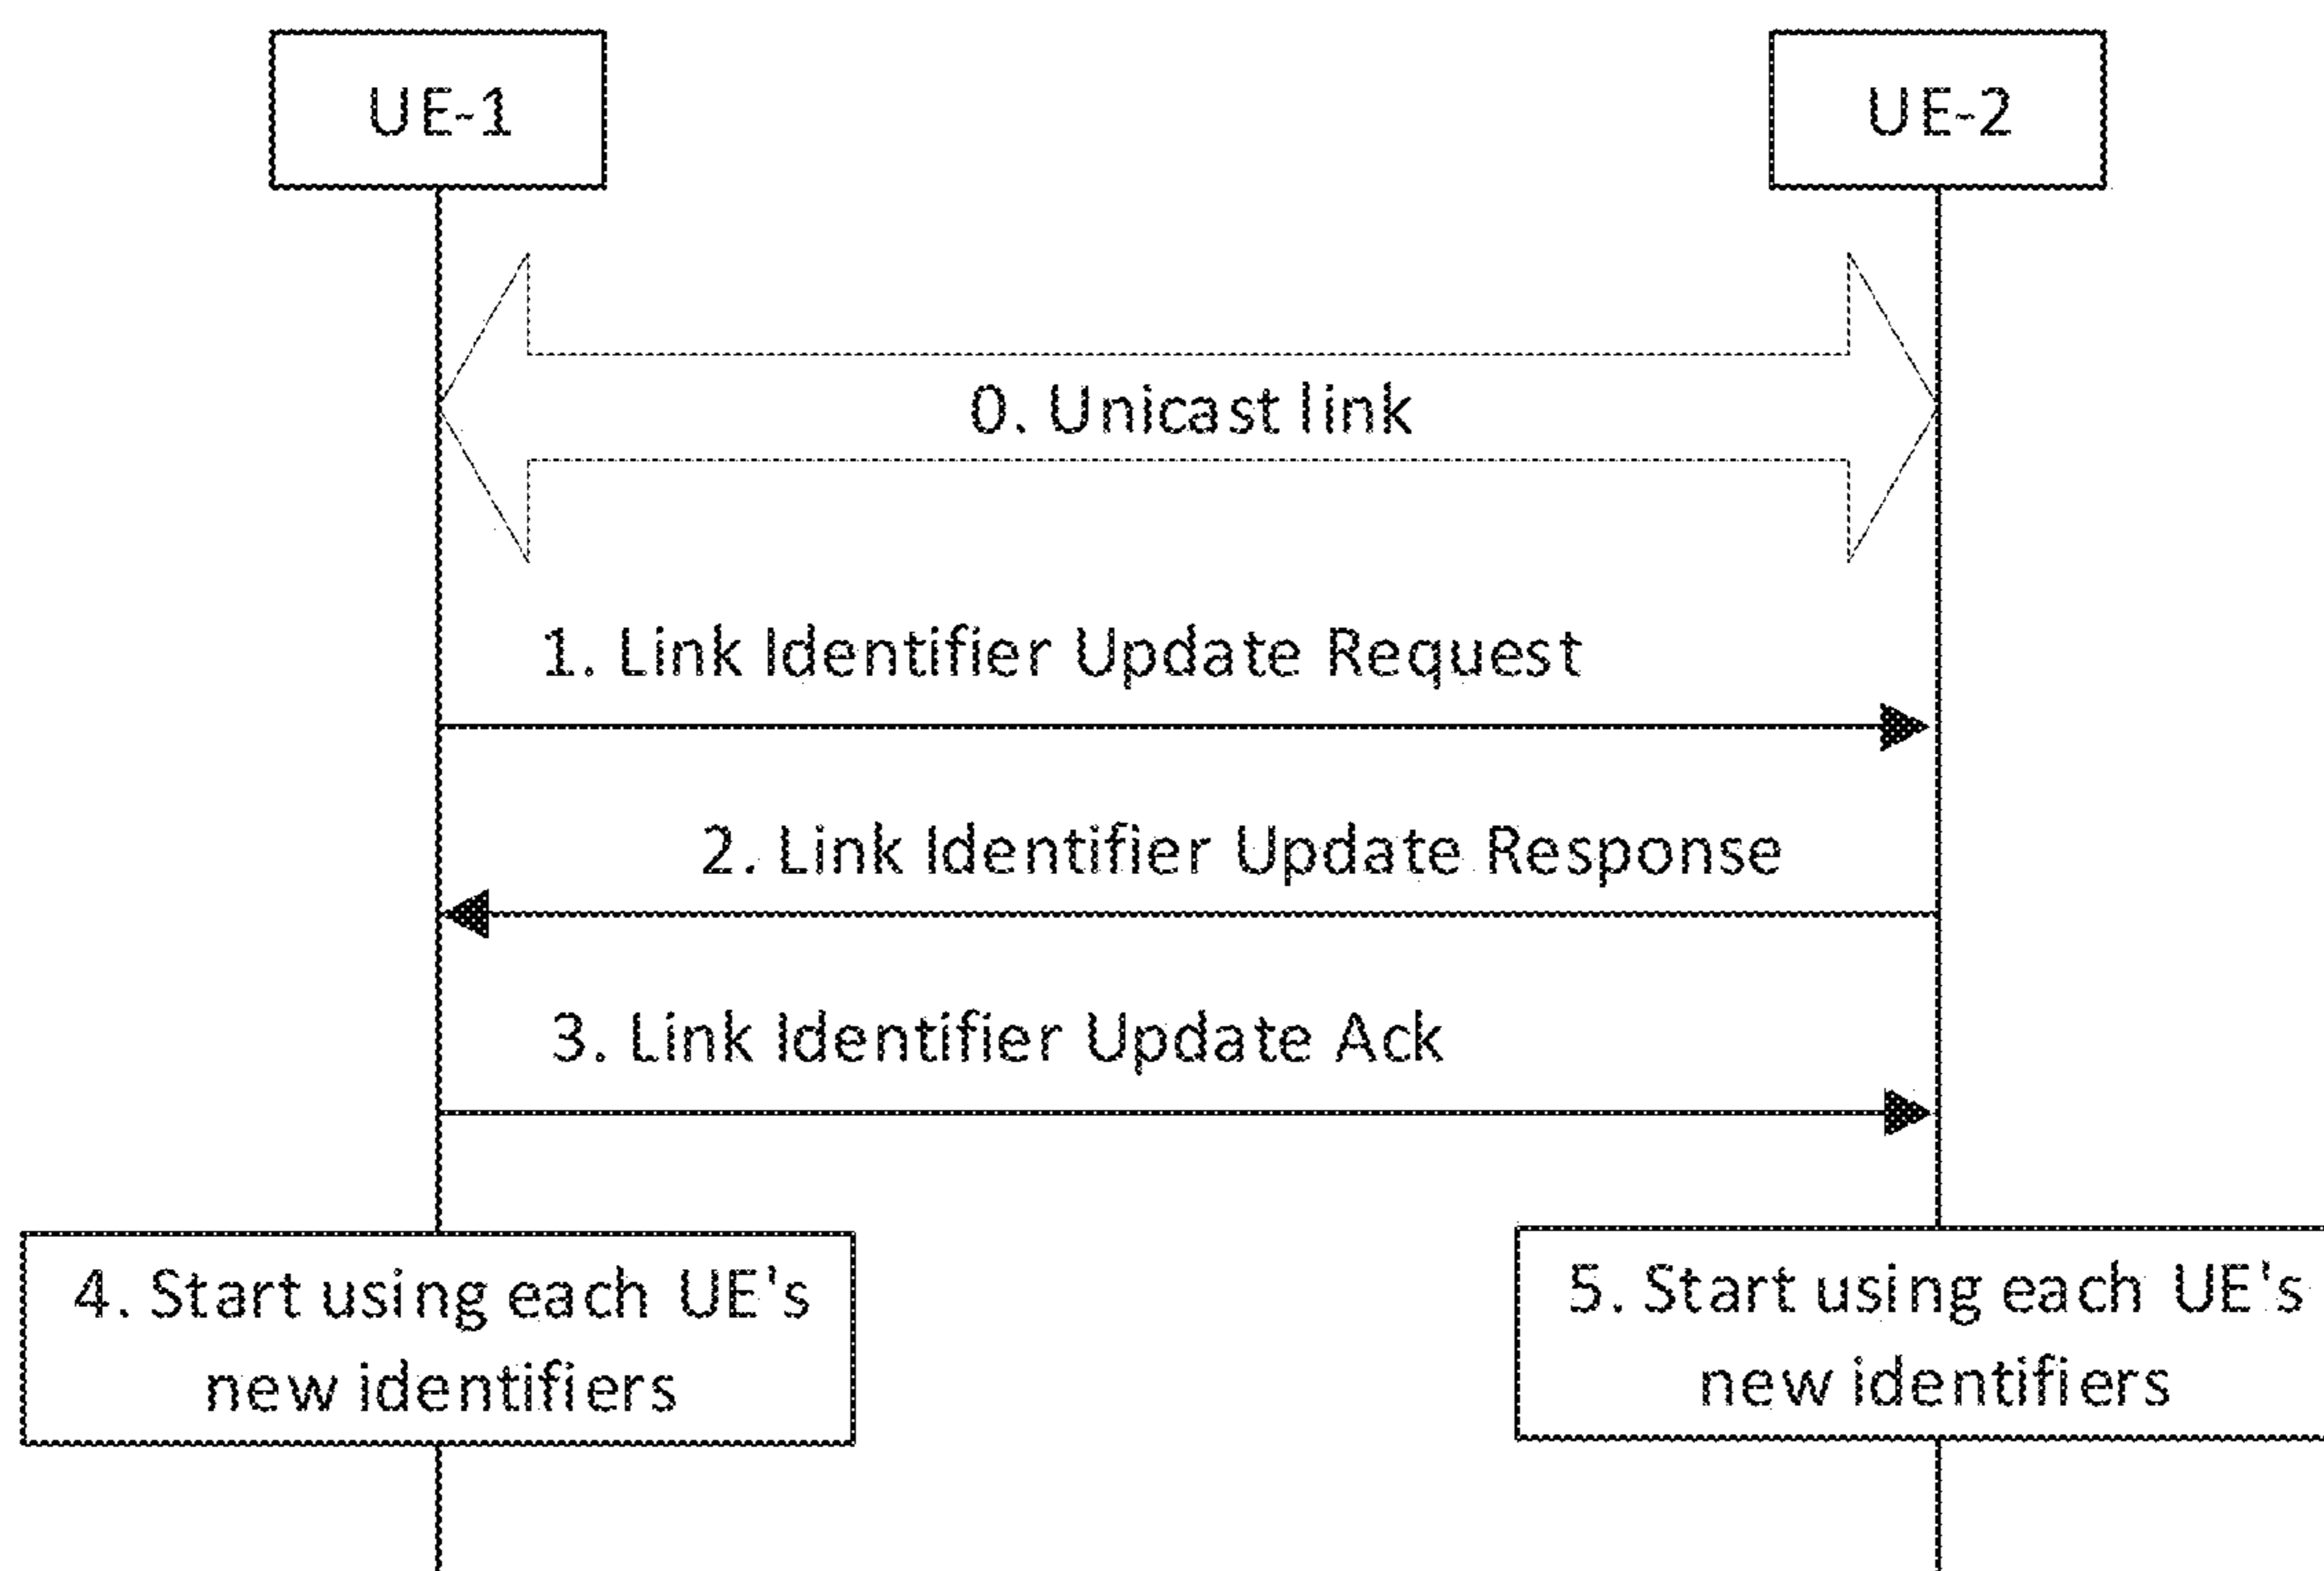 UE-1
UE-2
0. Unicast link
1. Link Identifier Update Request
2. Link Identifier Update Response
3. Link Identifier Update Ack
4. Start using each UE's
new identifiers
5. Start using each UE's
new identifiers